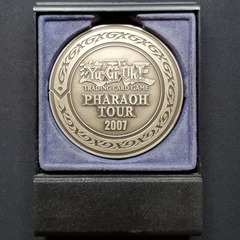 Yu-Gi-Oh!
TRADING CARD GAME
PHARAOH
TOUR
2007